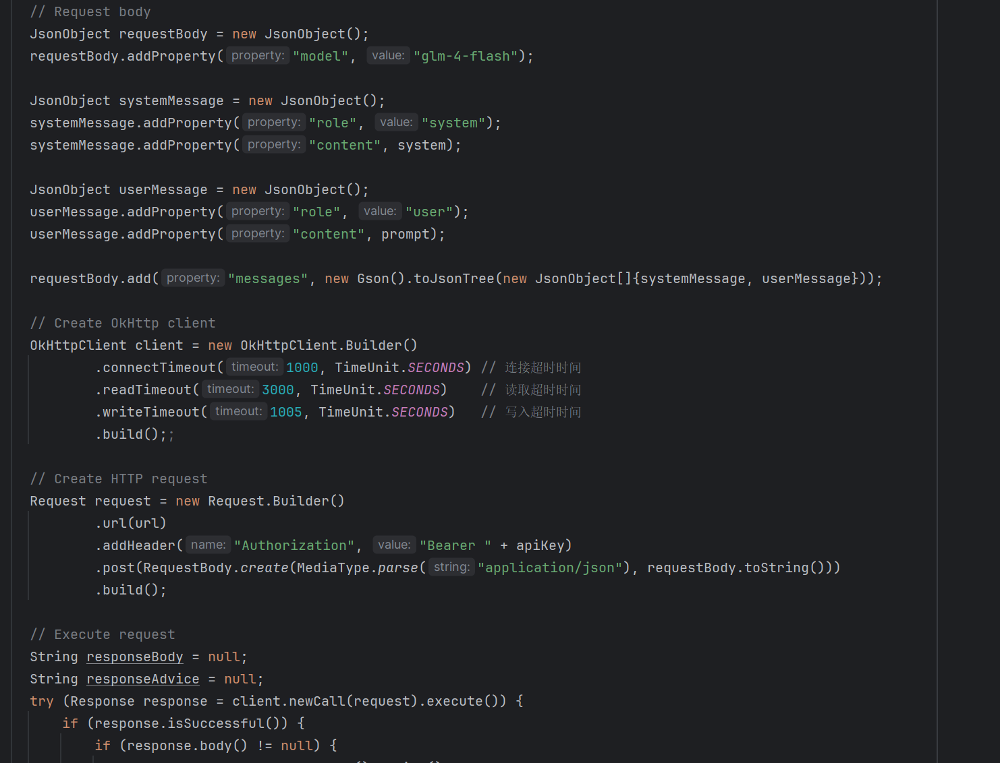 // Request body
JsonObject requestBody = new JsonObject();
requestBody.addProperty( property: "model", value: "glm-4-flash");
JsonObject systemMessage = new JsonObject();
systemMessage.addProperty( property: "role", value: "system");
systemMessage.addProperty( property: "content", system);
JsonObject userMessage = new JsonObject();
userMessage.addProperty( property: "role", value: "user");
userMessage.addProperty( property: "content", prompt);
requestBody.add( property: "messages", new Gson().toJsonTree(new JsonObject[]{systemMessage, userMessage}));
// Create OkHttp client
OkHttpClient client = new OkHttpClient.Builder()
.connectTimeout( timeout: 1000, TimeUnit.SECONDS) // 连接超时时间
.readTimeout( timeout: 3000, TimeUnit.SECONDS) // 读取超时时间
.writeTimeout( timeout: 1005, TimeUnit.SECONDS) // 写入超时时间
.build();;
// Create HTTP request
Request request = new Request.Builder()
.url(url)
.addHeader( name: "Authorization", value: "Bearer " + apiKey)
.post(RequestBody.create(MediaType.parse( string: "application/json"), requestBody.toString()))
.build();
// Execute request
String responseBody = null;
String responseAdvice = null;
try (Response response = client.newCall(request).execute()) {
if (response.isSuccessful()) {
if (response.body() != null) {